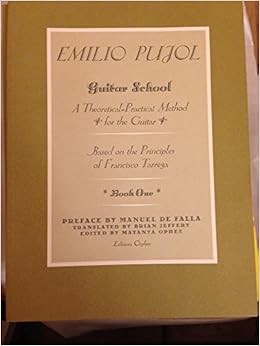 EMILIO PUJOL
Guitar School
A Theoretical-Practical Method
for the Guitar
Based on the Principles
of Francisco Tarrega
* Book One *
PREFACE BY MANUEL DE FALLA
TRANSLATED BY BRIAN JEFFERY
EDITED BY MATANYA OPHEE
Editions Orphée